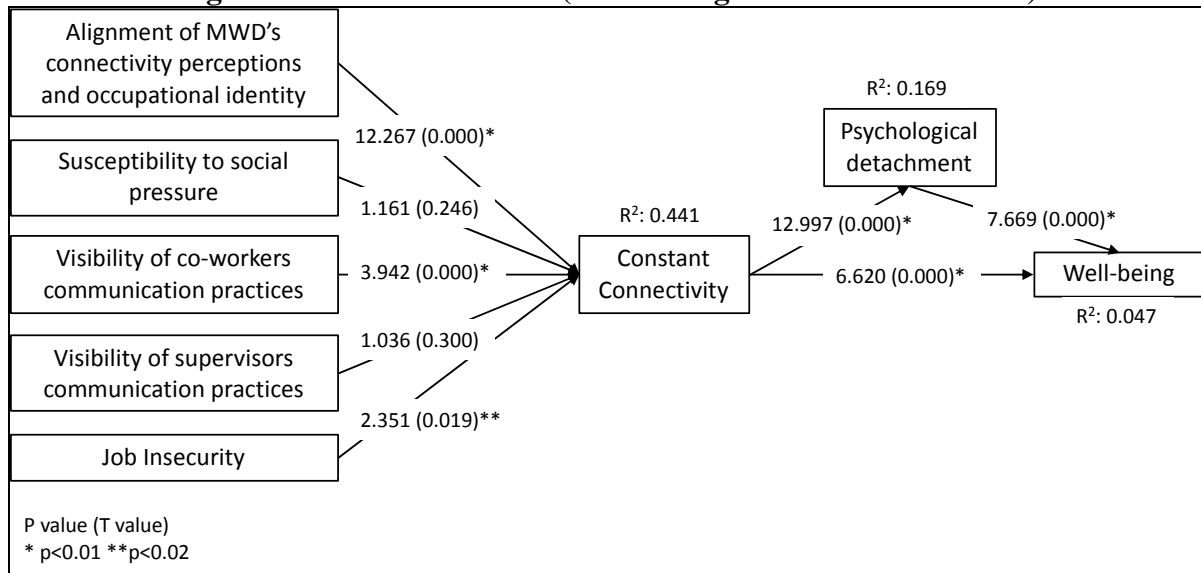 Alignment of MWD's
connectivity perceptions
and occupational identity
Susceptibility to social
pressure
Visibility of co-workers
communication practices
Visibility of supervisors
communication practices
Job Insecurity
12.267 (0.000)*
1.161 (0.246)
3.942 (0.000)*
1.036 (0.300)
2.351 (0.019)**
R²: 0.441
Constant
Connectivity
12.997 (0.000)*
6.620 (0.000)*
R²: 0.169
Psychological
detachment
7.669 (0.000)*
Well-being
R²: 0.047
P value (T value)
* p<0.01 **p<0.02